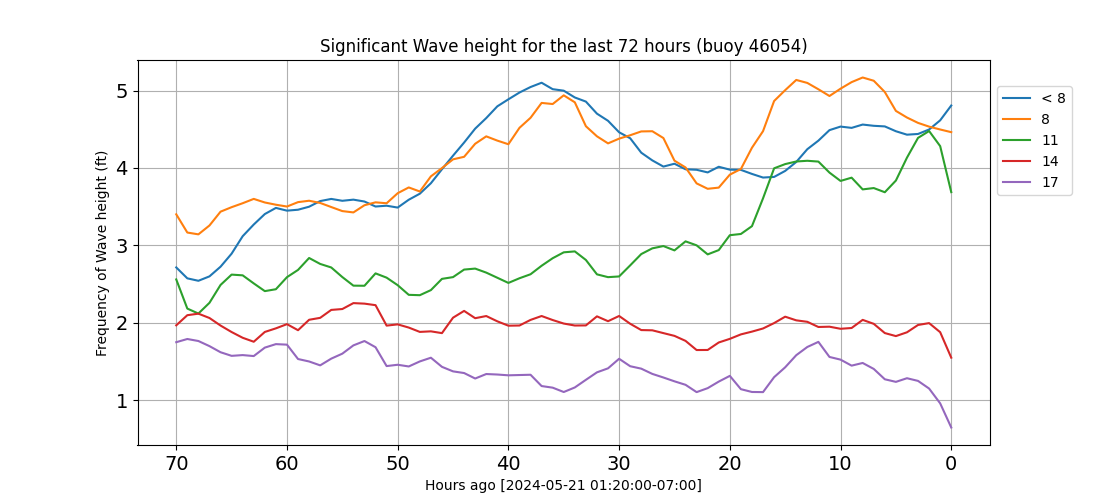 Significant Wave height for the last 72 hours (buoy 46054)
Frequency of Wave height (ft)
5
4
3
2
1
70 60 50 40 30 20 10 0
Hours ago [2024-05-21 01:20:00-07:00]
< 8
8
11
14
17